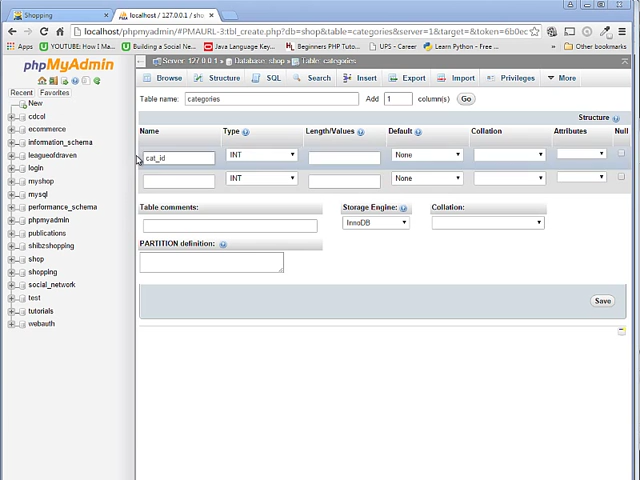 Shopping
localhost / 127.0.0.1 / sho
localhost/phpmyadmin/#PMAURL-3:tbl_create.php?db=shop&table=categories&server=1&target=&token=6b0ec
Apps
YOUTUBE: How I Ma...
Building a Social Ne...
Java Language Key...
Beginners PHP Tuto...
UPS - Career
Learn Python - Free ...
Other bookmarks
phpMyAdmin
Recent Favorites
New
cdcol
ecommerce
information_schema
leagueofdraven
login
myshop
mysql
performance_schema
phpmyadmin
publications
shibzshopping
shop
shopping
social_network
test
tutorials
webauth
Server: 127.0.0.1 » Database: shop » Table: categories
Browse Structure SQL Search Insert Export Import Privileges More
Table name: categories Add 1 column(s) Go
Structure
Name Type Length/Values Default Collation Attributes Null
cat_id INT None
INT None
Table comments: Storage Engine: Collation:
InnoDB
PARTITION definition:
Save